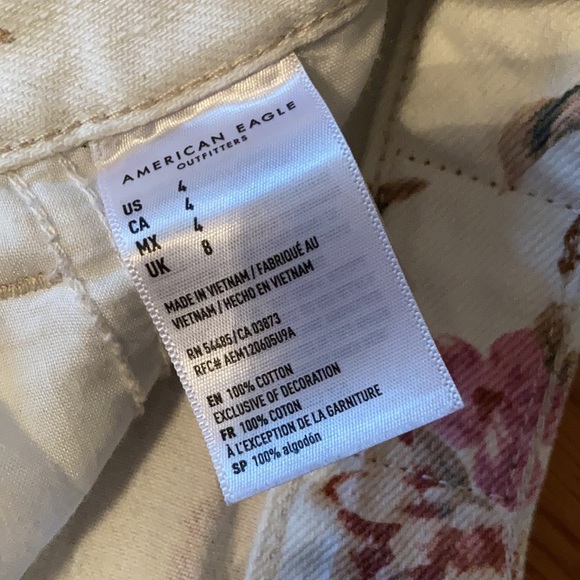 AMERICAN EAGLE
OUTFITTERS
US 4
CA 4
MX 4
UK 8
MADE IN VIETNAM / FABRIQUÉ AU
VIETNAM / HECHO EN VIETNAM
RN 54485 / CA 03873
RFC# AEM120605U9A
EN 100% COTTON
EXCLUSIVE OF DECORATION
FR 100% COTON
À L'EXCEPTION DE LA GARNITURE
SP 100% algodón